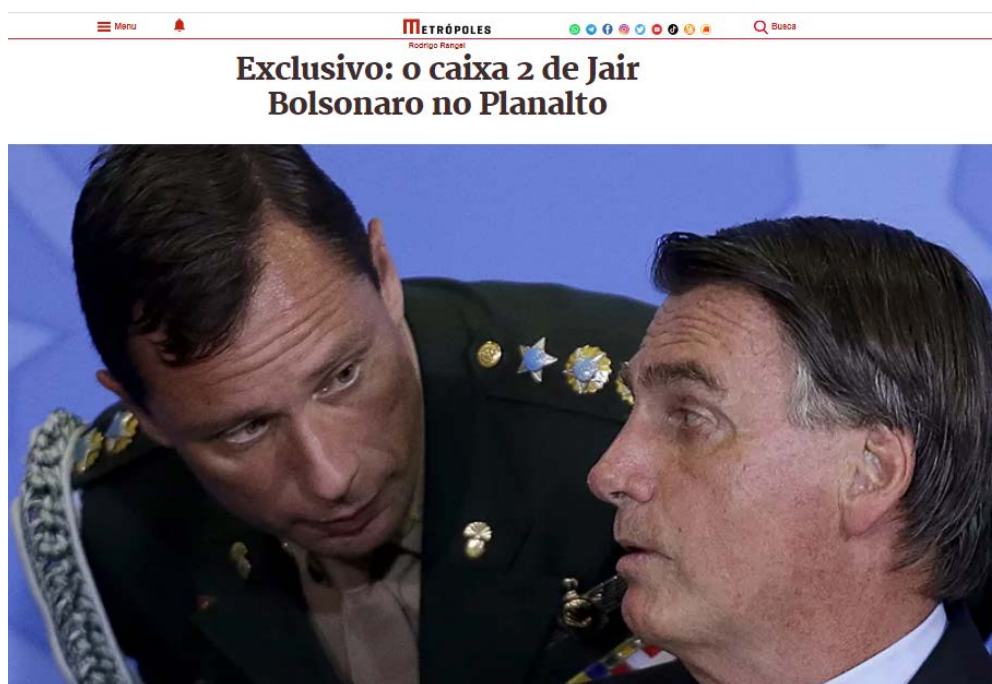 Menu
METRÓPOLES
Busca
Rodrigo Rangel
Exclusivo: o caixa 2 de Jair
Bolsonaro no Planalto